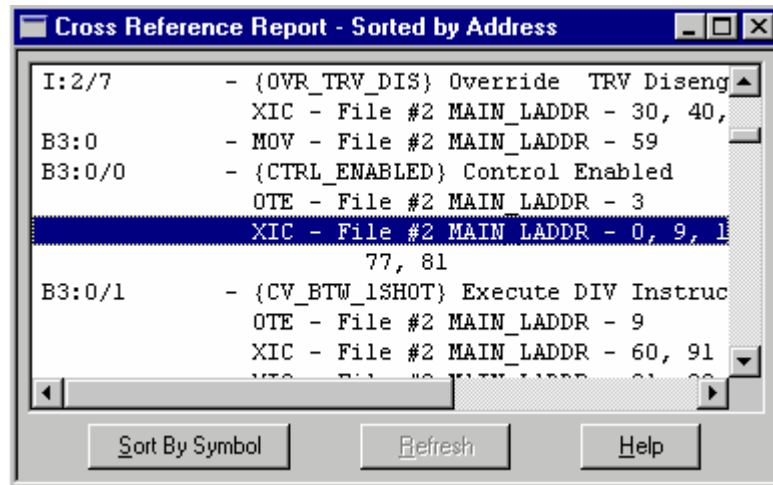 Cross Reference Report - Sorted by Address
I:2/7 - {OVR_TRV_DIS} Override TRV Diseng
XIC - File #2 MAIN_LADDR - 30, 40,
B3:0 - MOV - File #2 MAIN_LADDR - 59
B3:0/0 - {CTRL_ENABLED} Control Enabled
OTE - File #2 MAIN_LADDR - 3
XIC - File #2 MAIN_LADDR - 0, 9, 1
77, 81
B3:0/1 - {CV_BTW_1SHOT} Execute DIV Instruc
OTE - File #2 MAIN_LADDR - 9
XIC - File #2 MAIN_LADDR - 60, 91
Sort By Symbol Refresh Help